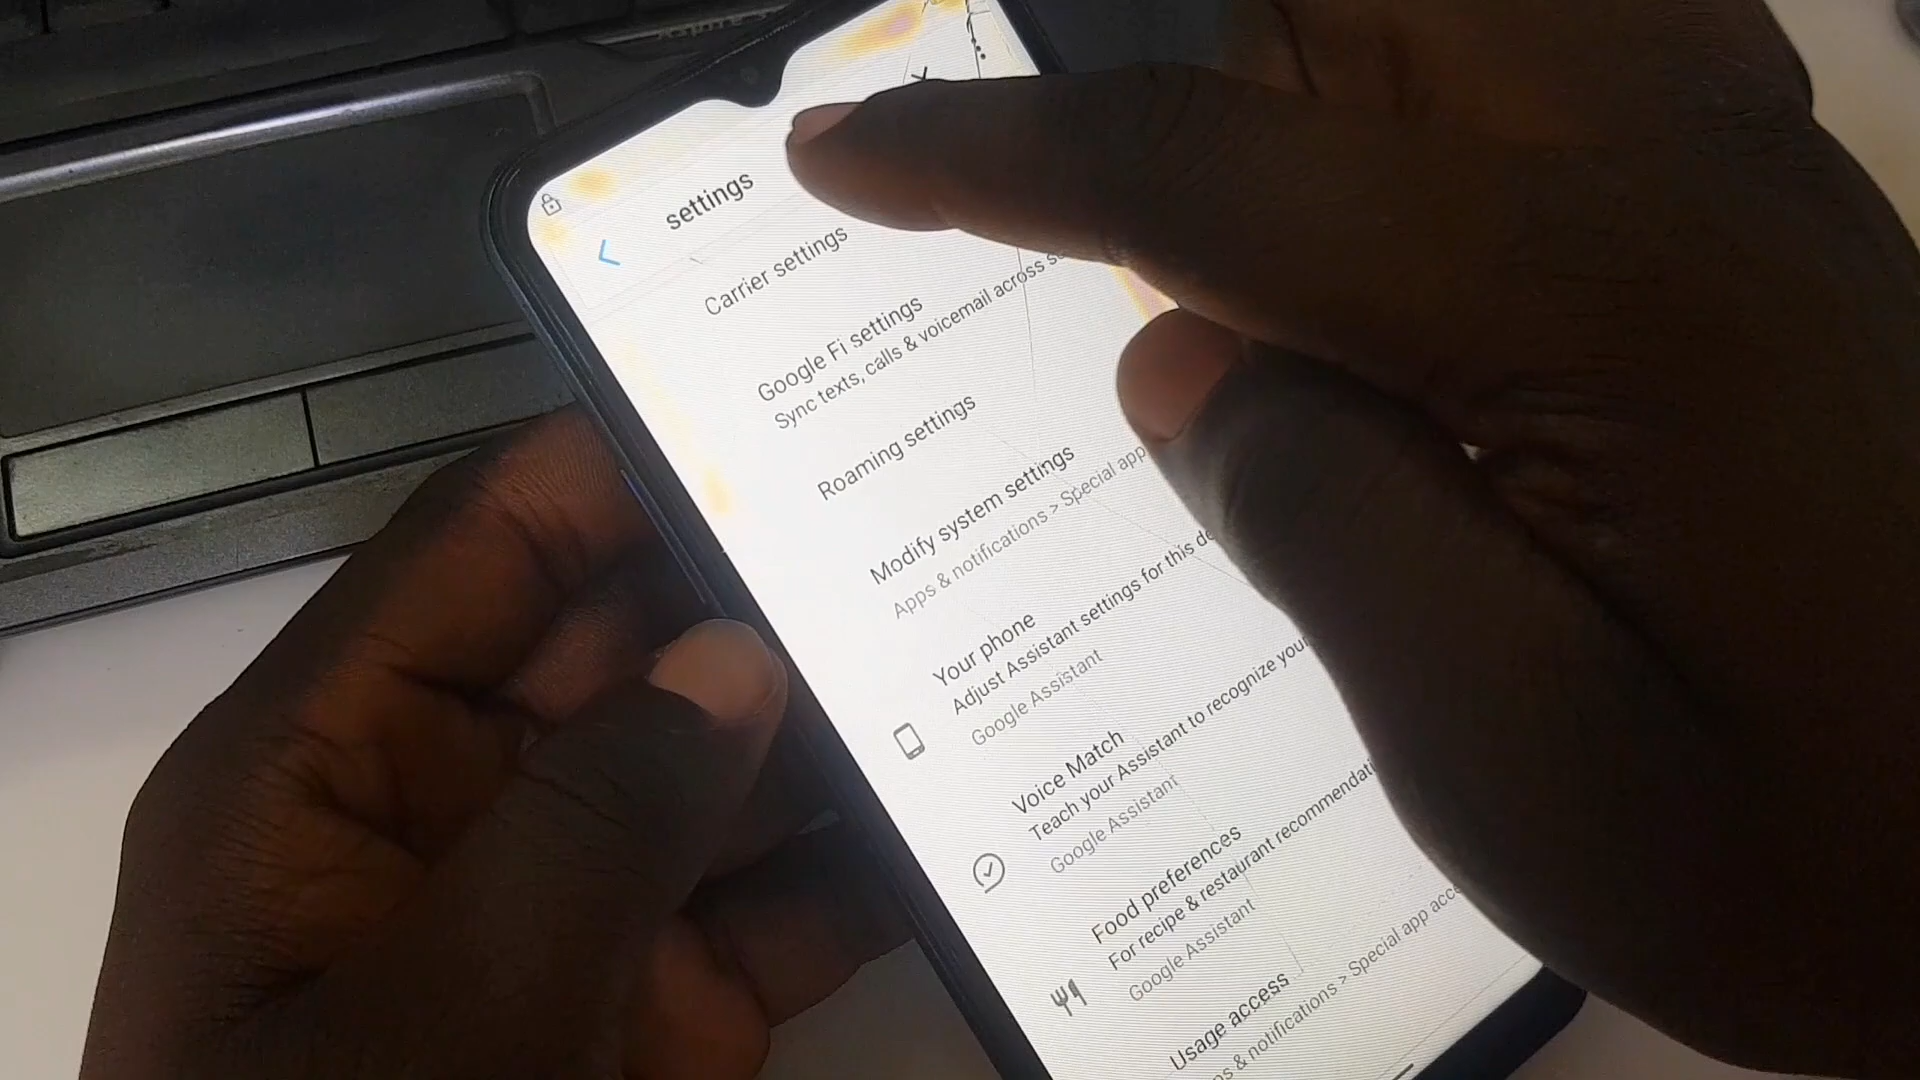 settings
Carrier settings
Google Fi settings
Sync texts, calls & voicemail across
Roaming settings
Modify system settings
Apps & notifications > Special app
Your phone
Adjust Assistant settings for this
Google Assistant
Voice Match
Teach your Assistant to recognize your
Google Assistant
Food preferences
For recipe & restaurant
Google Assistant
Usage access
& notifications > Special app